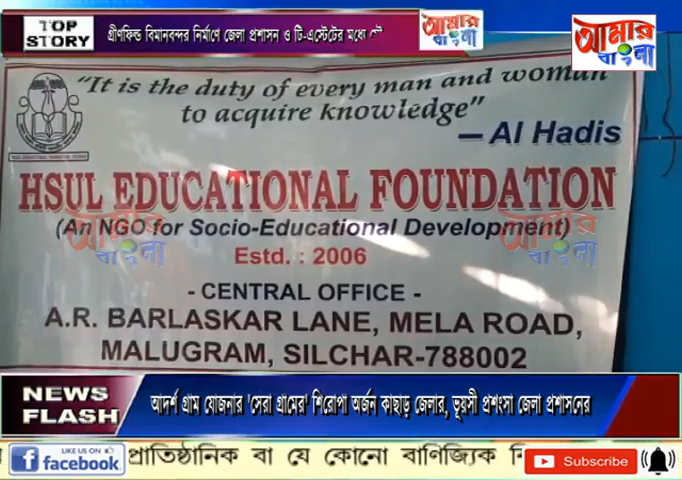 TOP STORY
গ্রীণফিল্ড বিমানবন্দর নির্মাণে জেলা প্রশাসন ও টি-এস্টেটের মধ্যে
আমার বাংলা
আমার বাংলা
"It is the duty of every man and woman
to acquire knowledge"
— Al Hadis
HSUL EDUCATIONAL FOUNDATION
(An NGO for Socio-Educational Development)
আমার বাংলা
আমার বাংলা
Estd. : 2006
- CENTRAL OFFICE -
A.R. BARLASKAR LANE, MELA ROAD,
MALUGRAM, SILCHAR-788002
NEWS FLASH
আদর্শ গ্রাম যোজনার 'সেরা গ্রামের' শিরোপা অর্জন কাছাড় জেলার, ভূয়সী প্রশংসা জেলা প্রশাসনের
LIKE US ON
facebook
প্রাতিষ্ঠানিক বা যে কোনো বাণিজ্যিক
Subscribe